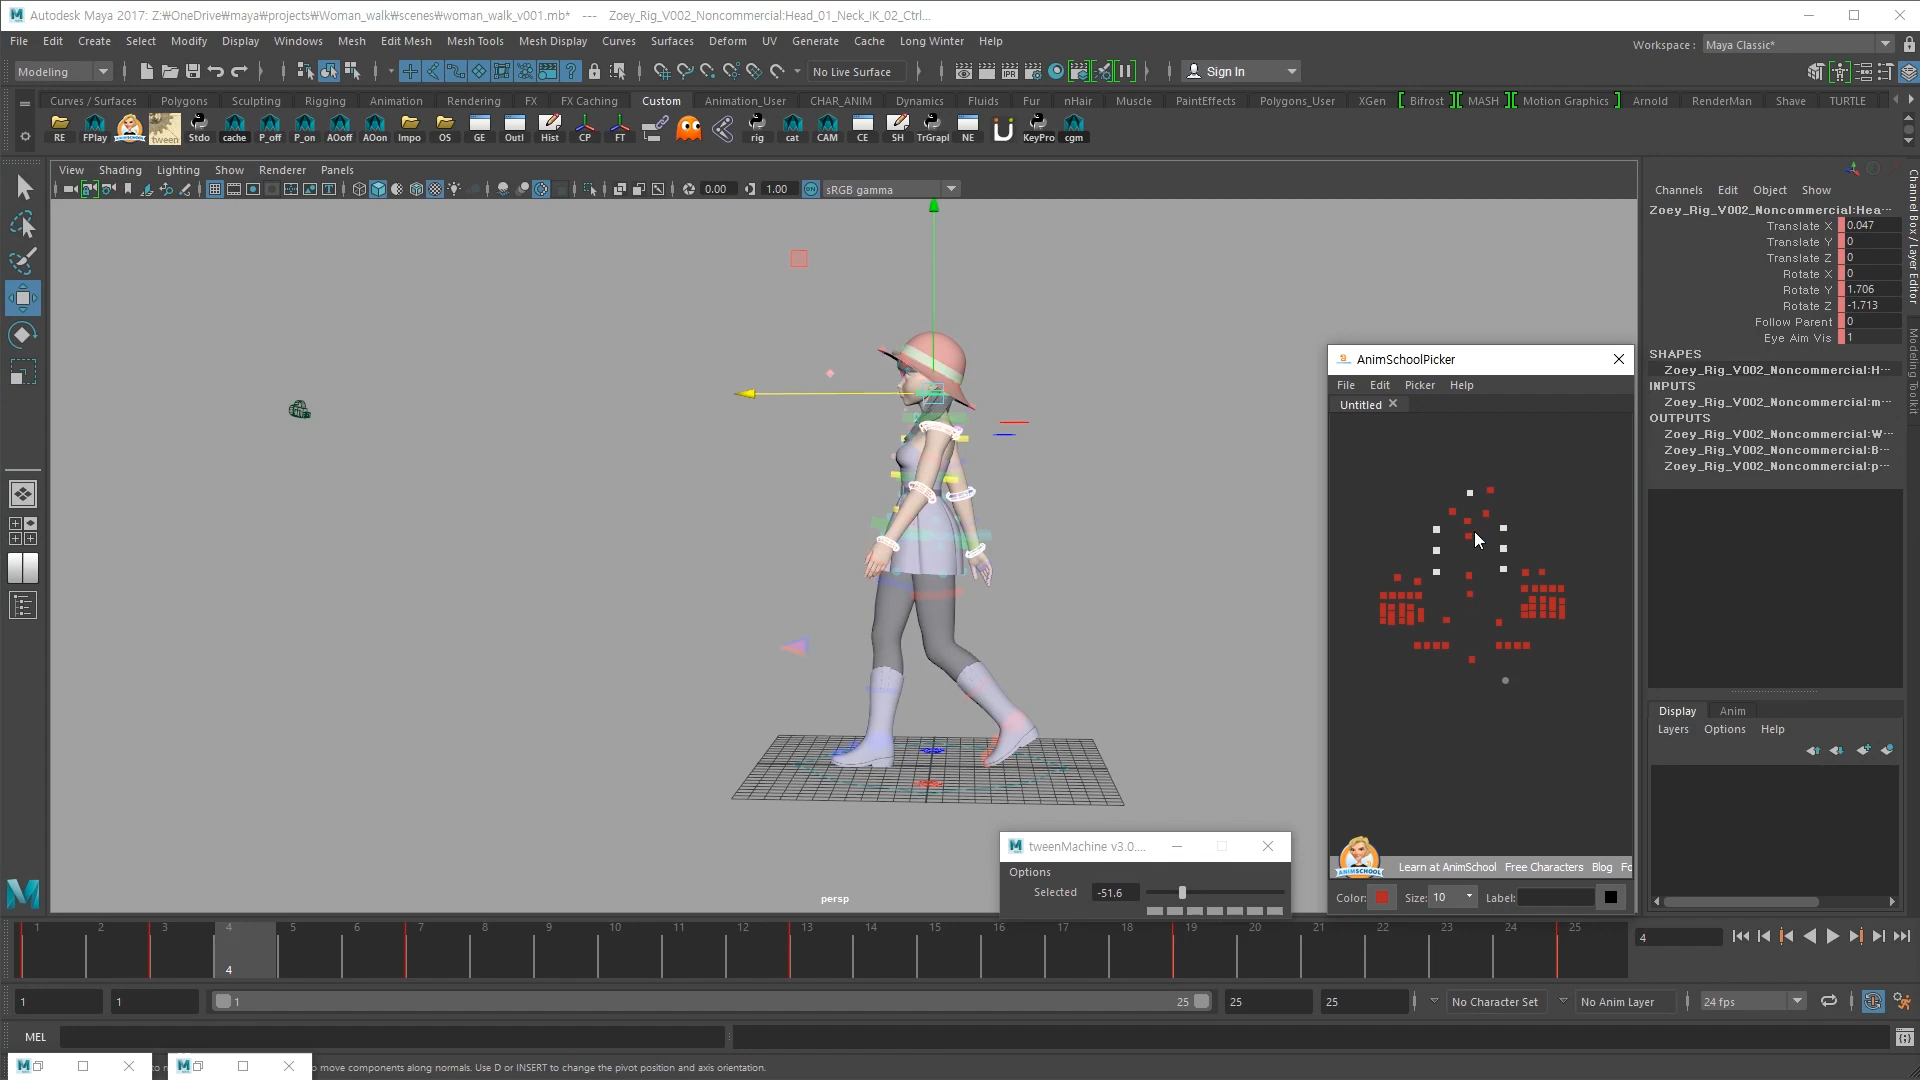 Autodesk Maya 2017: Z:₩OneDrive₩maya₩projects₩Woman_walk₩scenes₩woman_walk_v001.mb*   ---   Zoey_Rig_V002_Noncommercial:Head_01_Neck_IK_02_Ctrl...
File Edit Create Select Modify Display Windows Mesh Edit Mesh Mesh Tools Mesh Display Curves Surfaces Deform UV Generate Cache Long Winter Help
Workspace : Maya Classic*
Modeling
No Live Surface
Sign In
Curves / Surfaces Polygons Sculpting Rigging Animation Rendering FX FX Caching Custom Animation_User CHAR_ANIM Dynamics Fluids Fur nHair Muscle PaintEffects Polygons_User XGen Bifrost MASH Motion Graphics Arnold RenderMan Shave TURTLE
RE FPlay tween Stdo cache P_off P_on AOoff AOon Impo OS GE Outl Hist CP FT rig cat CAM CE SH TrGrapl NE KeyPro cgm
View Shading Lighting Show Renderer Panels
0.00 1.00 ON sRGB gamma
IPR
persp
Channels Edit Object Show
Zoey_Rig_V002_Noncommercial:Hea···
Translate X 0.047
Translate Y 0
Translate Z 0
Rotate X 0
Rotate Y 1.706
Rotate Z -1.713
Follow Parent 0
Eye Aim Vis 1
SHAPES
Zoey_Rig_V002_Noncommercial:H···
INPUTS
Zoey_Rig_V002_Noncommercial:m···
OUTPUTS
Zoey_Rig_V002_Noncommercial:W···
Zoey_Rig_V002_Noncommercial:B···
Zoey_Rig_V002_Noncommercial:p···
Channel Box / Layer Editor
Modeling Toolkit
Display Anim
Layers Options Help
AnimSchoolPicker
File Edit Picker Help
Untitled
ANIMSCHOOL
Learn at AnimSchool Free Characters Blog Fo
Color: Size: 10 Label:
tweenMachine v3.0....
Options
Selected -51.6
1 2 3 4 5 6 7 8 9 10 11 12 13 14 15 16 17 18 19 20 21 22 23 24 25
4
4
1 1 1 25 25 25 No Character Set No Anim Layer 24 fps
MEL
move components along normals. Use D or INSERT to change the pivot position and axis orientation.